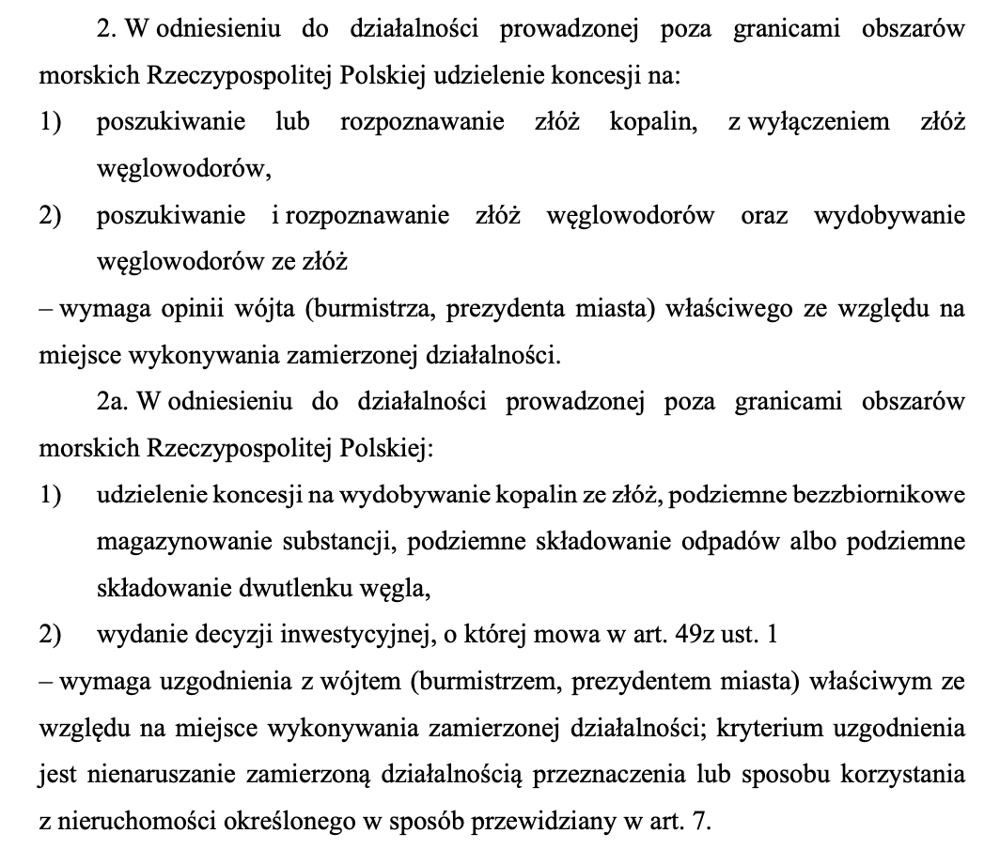 2. W odniesieniu do działalności prowadzonej poza granicami obszarów
morskich Rzeczypospolitej Polskiej udzielenie koncesji na:
1) poszukiwanie lub rozpoznawanie złóż kopalin, z wyłączeniem złóż
węglowodorów,
2) poszukiwanie i rozpoznawanie złóż węglowodorów oraz wydobywanie
węglowodorów ze złóż
– wymaga opinii wójta (burmistrza, prezydenta miasta) właściwego ze względu na
miejsce wykonywania zamierzonej działalności.
2a. W odniesieniu do działalności prowadzonej poza granicami obszarów
morskich Rzeczypospolitej Polskiej:
1) udzielenie koncesji na wydobywanie kopalin ze złóż, podziemne bezzbiornikowe
magazynowanie substancji, podziemne składowanie odpadów albo podziemne
składowanie dwutlenku węgla,
2) wydanie decyzji inwestycyjnej, o której mowa w art. 49z ust. 1
– wymaga uzgodnienia z wójtem (burmistrzem, prezydentem miasta) właściwym ze
względu na miejsce wykonywania zamierzonej działalności; kryterium uzgodnienia
jest nienaruszanie zamierzoną działalnością przeznaczenia lub sposobu korzystania
z nieruchomości określonego w sposób przewidziany w art. 7.